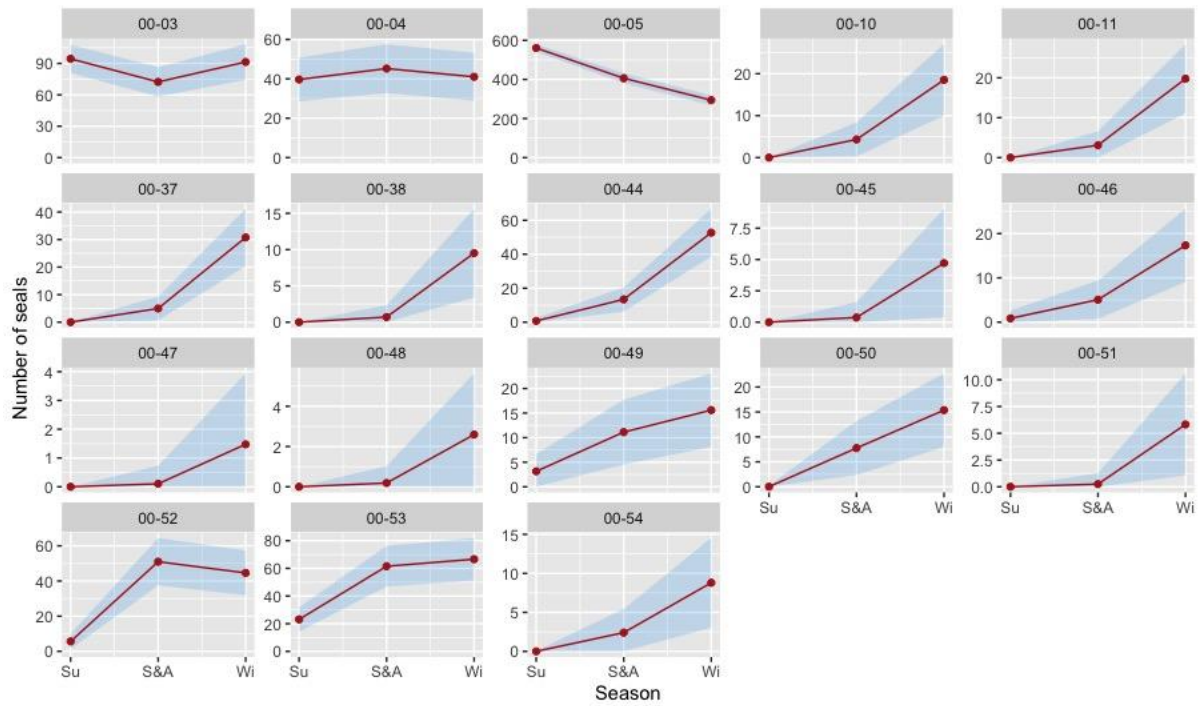 00-03 00-04 00-05 00-10 00-11
90 60 30 0
60 40 20 0
600 400 200 0
20 10 0
20 10 0
00-37 00-38 00-44 00-45 00-46
40 30 20 10 0
15 10 5 0
60 40 20 0
7.5 5.0 2.5 0.0
20 10 0
Number of seals
00-47 00-48 00-49 00-50 00-51
4 3 2 1 0
4 2 0
20 15 10 5 0
20 15 10 5 0
10.0 7.5 5.0 2.5 0.0
Su S&A Wi Su S&A Wi
00-52 00-53 00-54
60 40 20 0
80 60 40 20 0
15 10 5 0
Su S&A Wi Su S&A Wi Su S&A Wi
Season